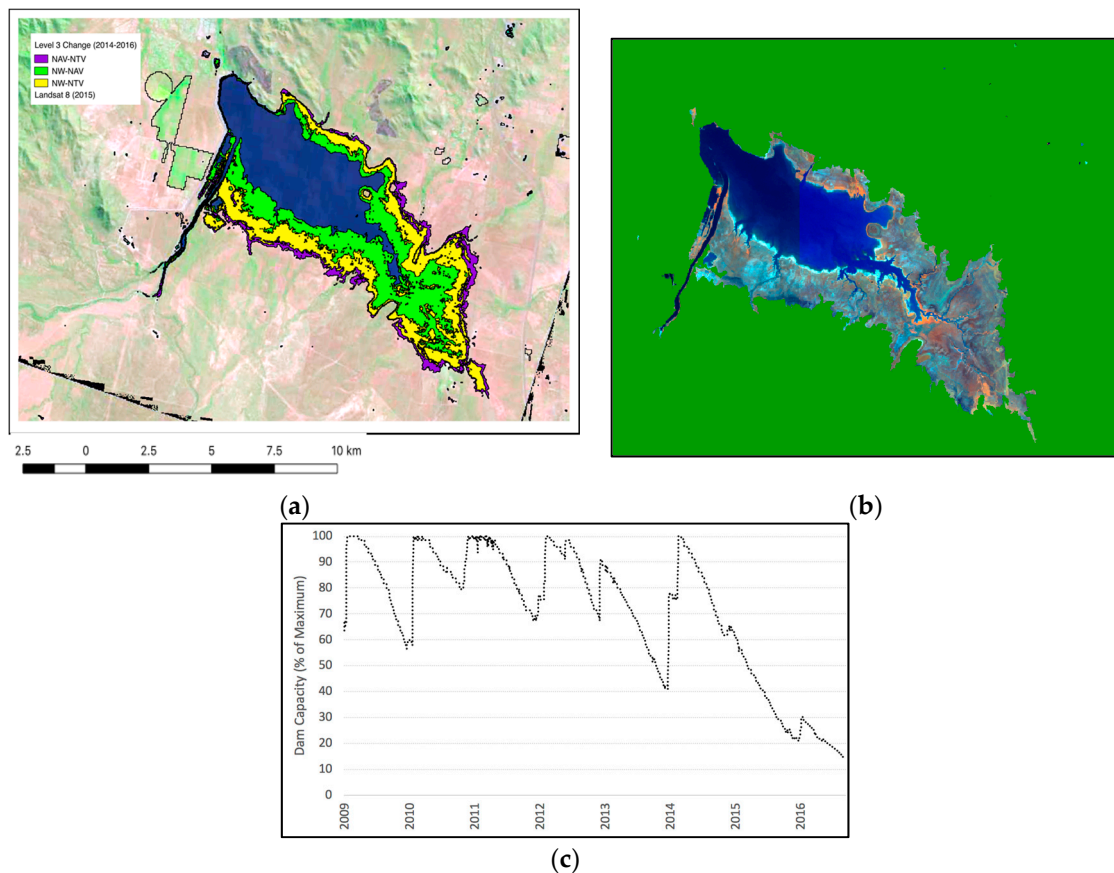 Level 3 Change (2014-2016)
NAV-NTV
NW-NAV
NW-NTV
Landsat 8 (2015)
2.5 0 2.5 5 7.5 10 km
(a)
(b)
Dam Capacity (% of Maximum)
100
90
80
70
60
50
40
30
20
10
0
2009 2010 2011 2012 2013 2014 2015 2016
(c)